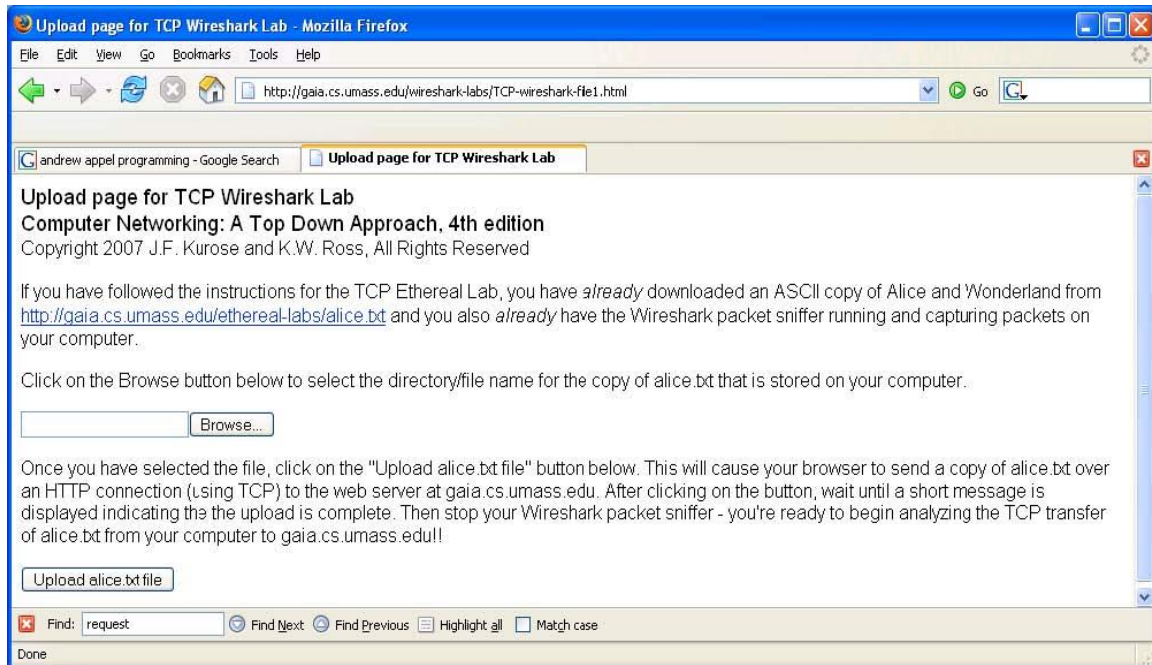 Upload page for TCP Wireshark Lab - Mozilla Firefox
File Edit View Go Bookmarks Tools Help
http://gaia.cs.umass.edu/wireshark-labs/TCP-wireshark-file1.html Go G
G andrew appel programming - Google Search Upload page for TCP Wireshark Lab
Upload page for TCP Wireshark Lab
Computer Networking: A Top Down Approach, 4th edition
Copyright 2007 J.F. Kurose and K.W. Ross, All Rights Reserved
If you have followed the instructions for the TCP Ethereal Lab, you have already downloaded an ASCII copy of Alice and Wonderland from
http://gaia.cs.umass.edu/ethereal-labs/alice.txt and you also already have the Wireshark packet sniffer running and capturing packets on
your computer.
Click on the Browse button below to select the directory/file name for the copy of alice.txt that is stored on your computer.
Browse...
Once you have selected the file, click on the "Upload alice.txt file" button below. This will cause your browser to send a copy of alice.txt over
an HTTP connection (using TCP) to the web server at gaia.cs.umass.edu. After clicking on the button, wait until a short message is
displayed indicating the the upload is complete. Then stop your Wireshark packet sniffer - you're ready to begin analyzing the TCP transfer
of alice.txt from your computer to gaia.cs.umass.edu!!
Upload alice.txt file
Find: request Find Next Find Previous Highlight all Match case
Done